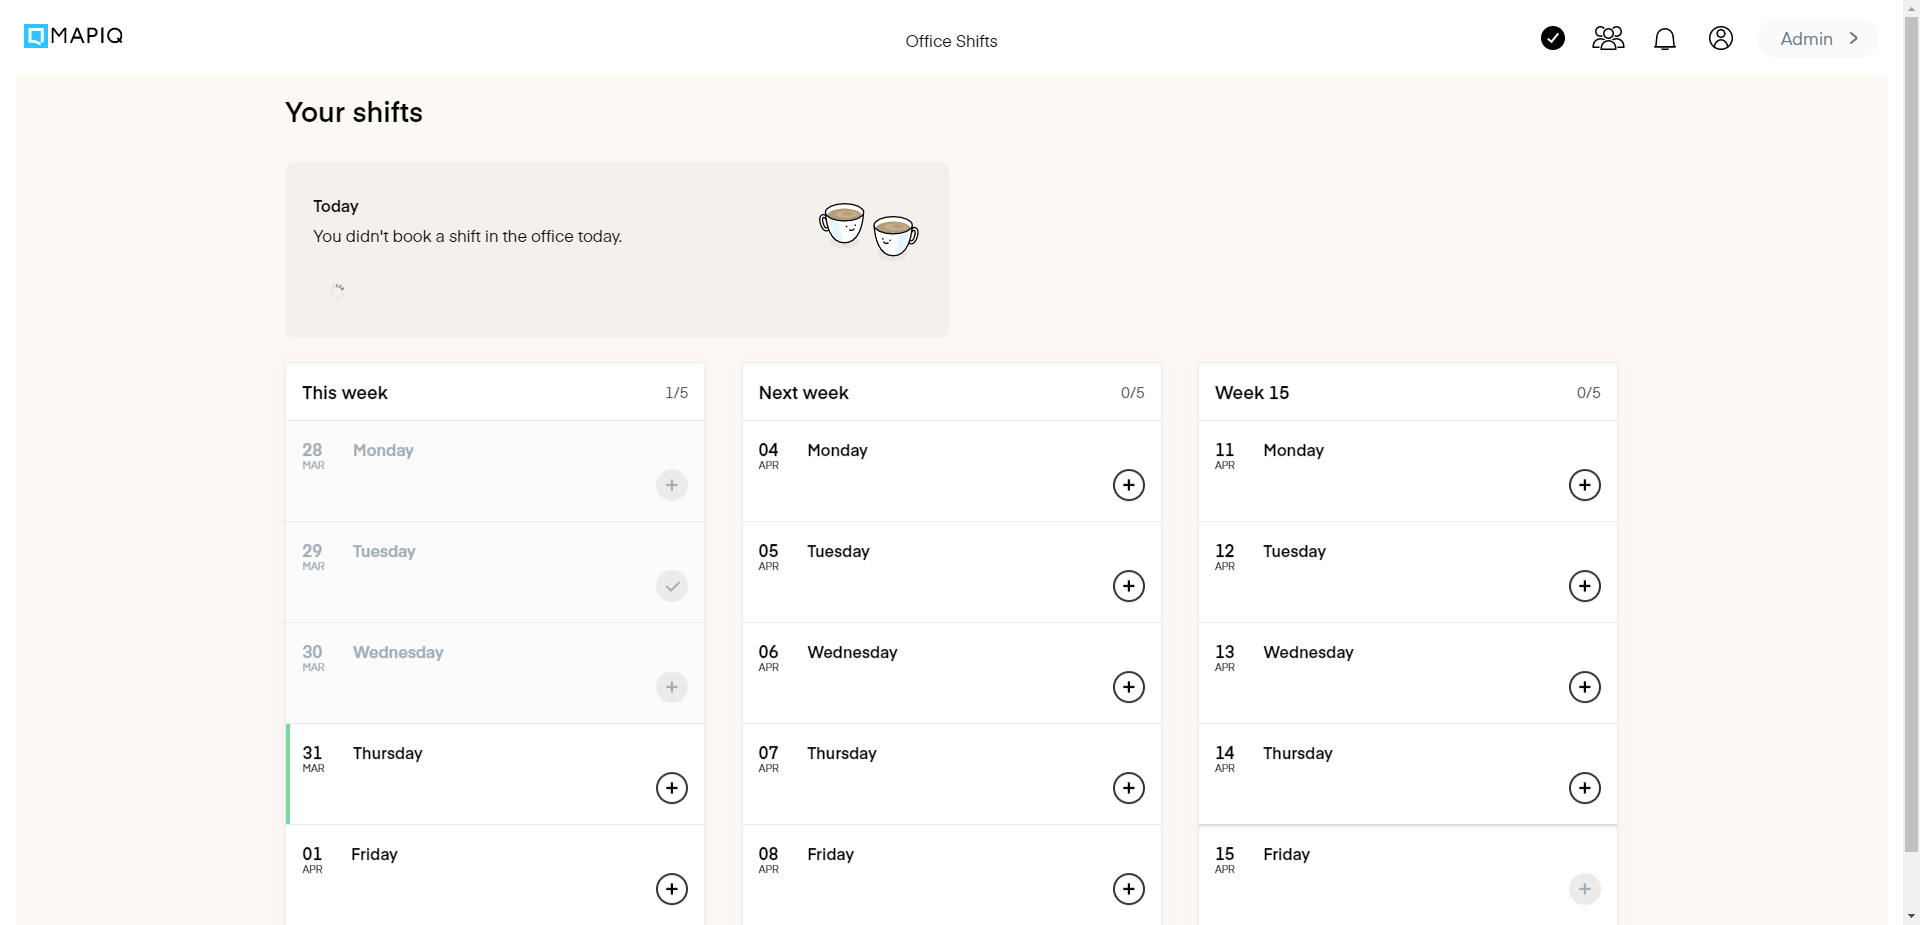 MAPIQ
Office Shifts
Admin
Your shifts
Today
You didn't book a shift in the office today.
This week 1/5
28 Monday
MAR
29 Tuesday
MAR
30 Wednesday
MAR
31 Thursday
MAR
01 Friday
APR
Next week 0/5
04 Monday
APR
05 Tuesday
APR
06 Wednesday
APR
07 Thursday
APR
08 Friday
APR
Week 15 0/5
11 Monday
APR
12 Tuesday
APR
13 Wednesday
APR
14 Thursday
APR
15 Friday
APR